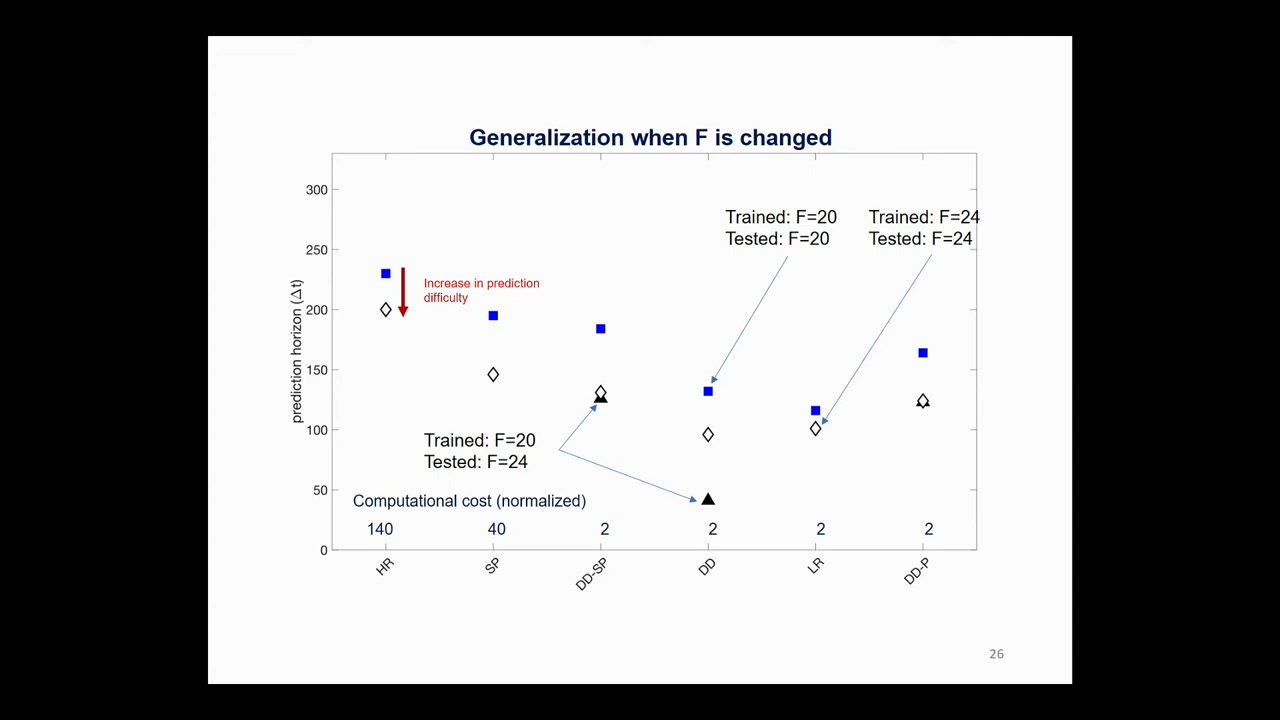 Generalization when F is changed
300
250
200
150
100
50
0
prediction horizon (Δt)
Trained: F=20
Tested: F=20
Trained: F=24
Tested: F=24
Increase in prediction
difficulty
Trained: F=20
Tested: F=24
Computational cost (normalized)
140 40 2 2 2 2
HR SP DD-SP DD LR DD-P
26